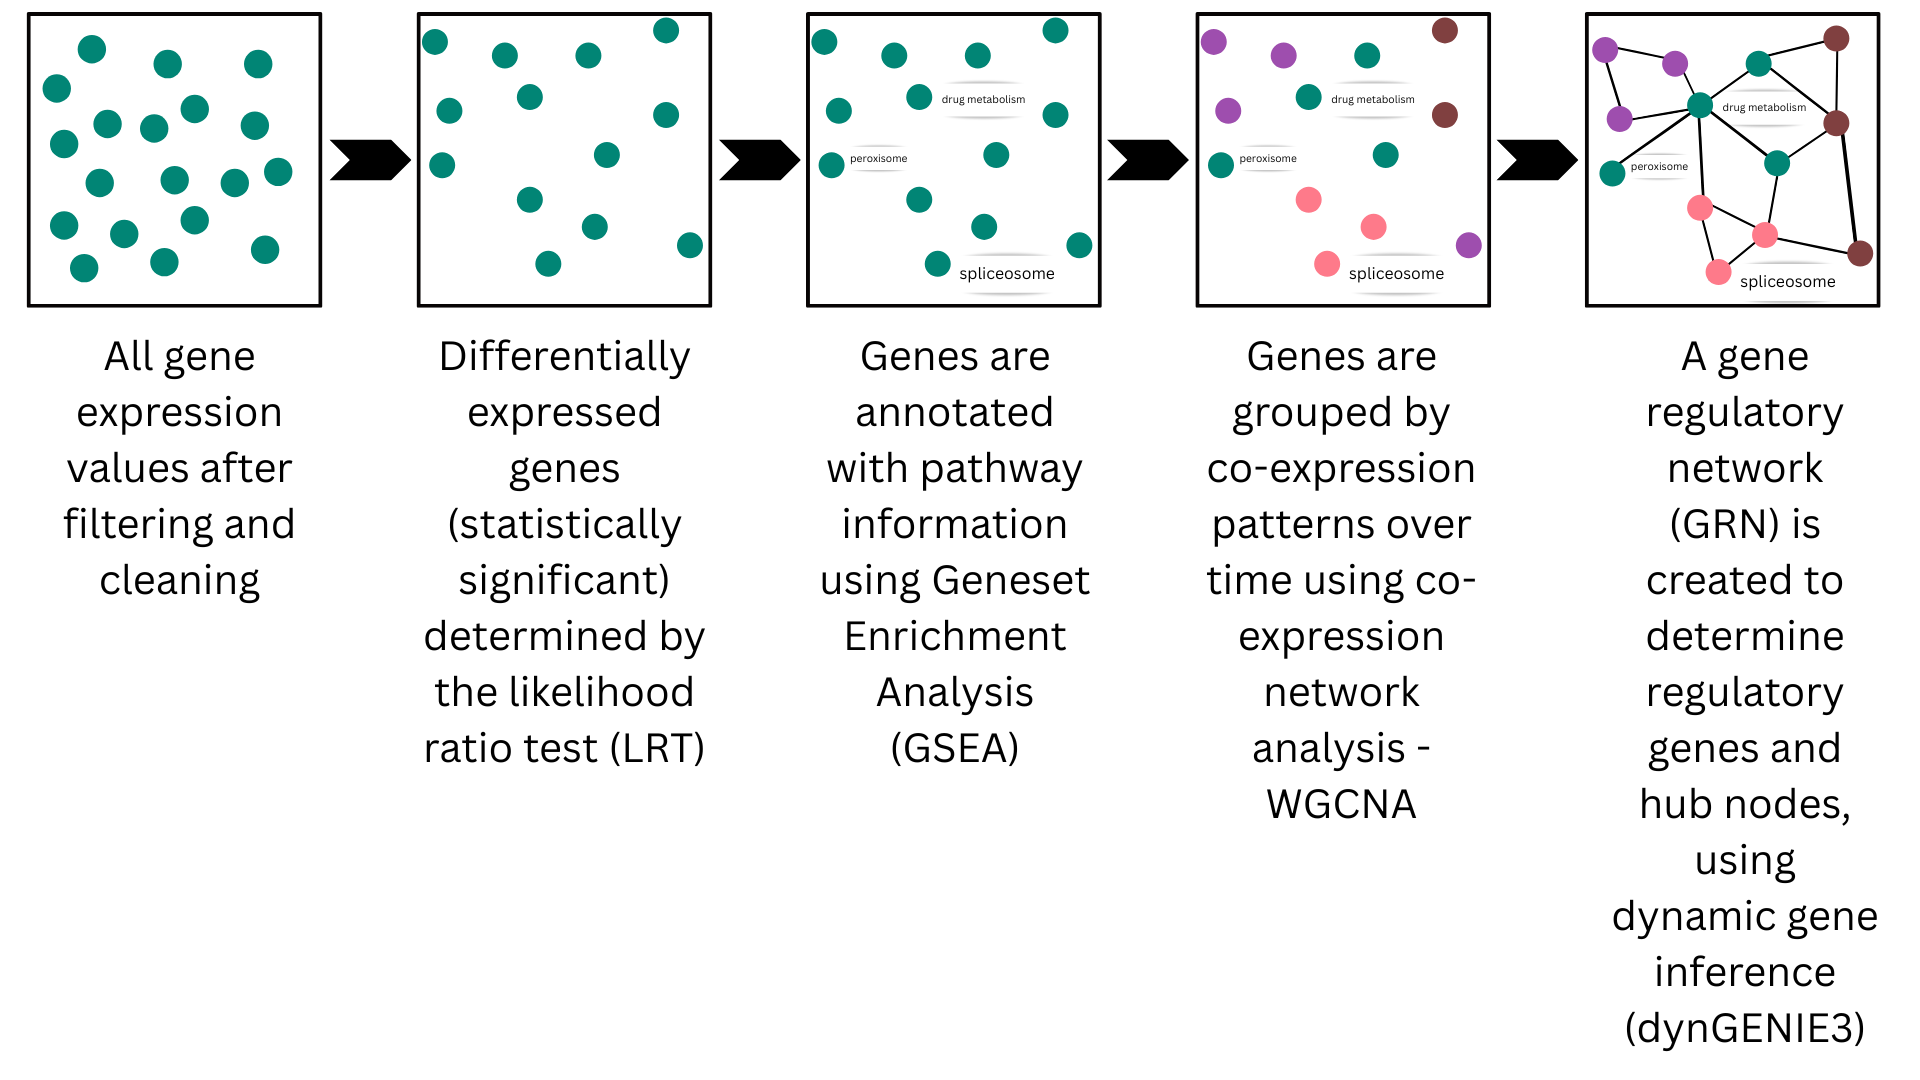 drug metabolism
peroxisome
spliceosome
drug metabolism
peroxisome
spliceosome
drug metabolism
peroxisome
spliceosome
All gene
expression
values after
filtering and
cleaning
Differentially
expressed
genes
(statistically
significant)
determined by
the likelihood
ratio test (LRT)
Genes are
annotated
with pathway
information
using Geneset
Enrichment
Analysis
(GSEA)
Genes are
grouped by
co-expression
patterns over
time using co-
expression
network
analysis -
WGCNA
A gene
regulatory
network
(GRN) is
created to
determine
regulatory
genes and
hub nodes,
using
dynamic gene
inference
(dynGENIE3)